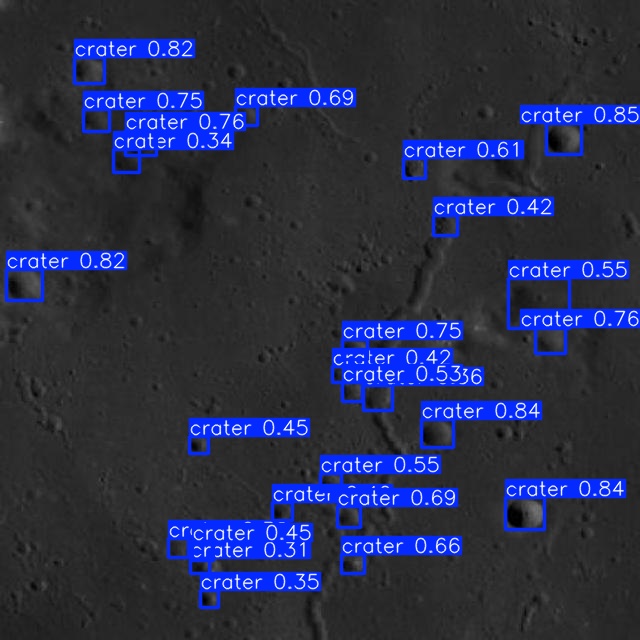 crater 0.82
crater 0.75
crater 0.69
crater 0.76
crater 0.34
crater 0.85
crater 0.61
crater 0.42
crater 0.82
crater 0.55
crater 0.76
crater 0.75
crater 0.42
crater 0.53
crater 0.84
crater 0.45
crater 0.55
crater 0.84
crater
crater 0.69
crater 0.45
crater 0.31
crater 0.66
crater 0.35